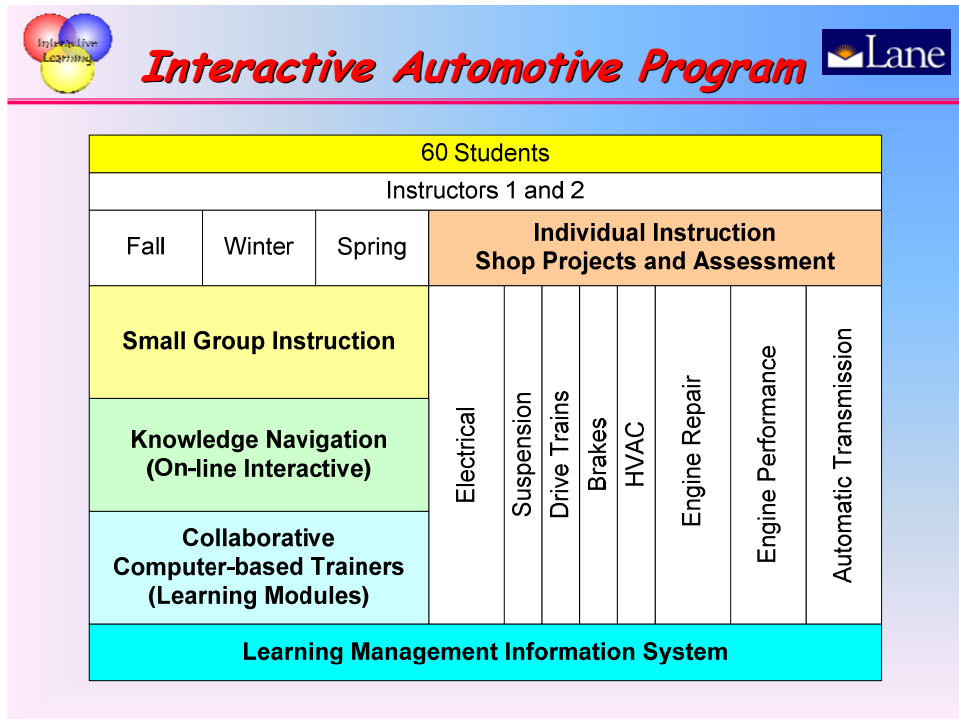 Interactive
Learning
Interactive Automotive Program
Lane
60 Students
Instructors 1 and 2
Fall
Winter
Spring
Individual Instruction
Shop Projects and Assessment
Small Group Instruction
Knowledge Navigation
(On-line Interactive)
Collaborative
Computer-based Trainers
(Learning Modules)
Electrical
Suspension
Drive Trains
Brakes
HVAC
Engine Repair
Engine Performance
Automatic Transmission
Learning Management Information System